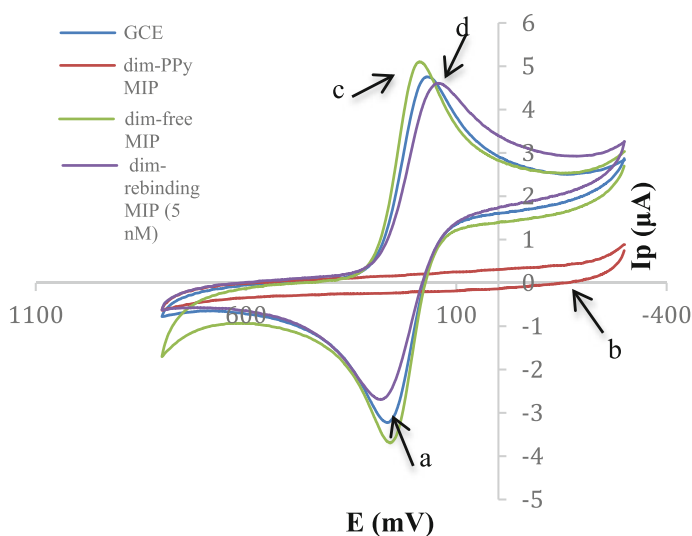 GCE
dim-PPy
MIP
dim-free
MIP
dim-
rebinding
MIP (5
nM)
c
d
6
5
4
3
2
1
0
-1
-2
-3
-4
-5
Ip (μA)
1100
600
100
-400
b
a
E (mV)